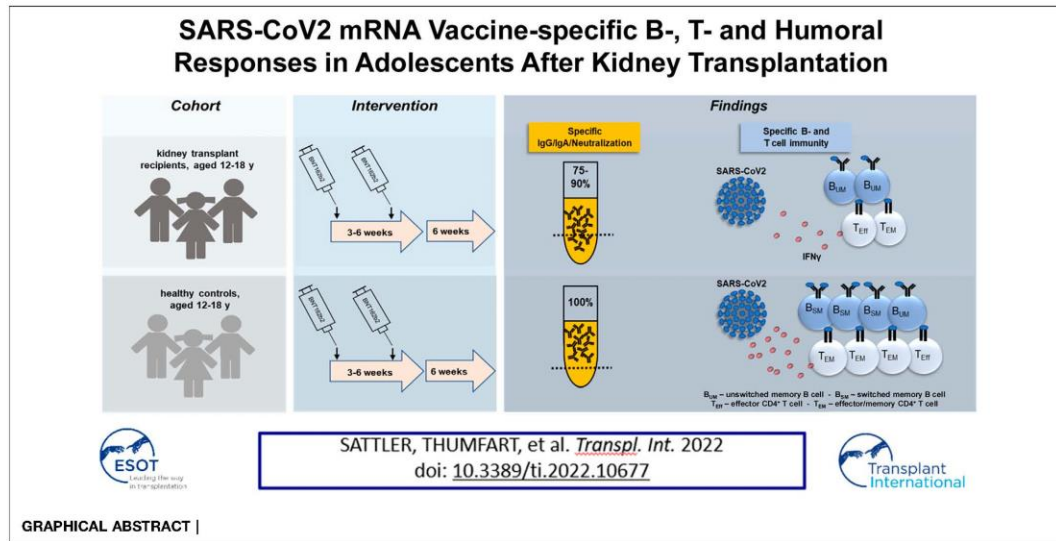 SARS-CoV2 mRNA Vaccine-specific B-, T- and Humoral
Responses in Adolescents After Kidney Transplantation
Cohort
Intervention
Findings
Specific
IgG/IgA/Neutralization
Specific B- and
T cell immunity
kidney transplant
recipients, aged 12-18 y
BNT162b2
BNT162b2
3-6 weeks
6 weeks
75-
90%
SARS-CoV2
BUM
BUM
TEff
TEM
IFNγ
healthy controls,
aged 12-18 y
BNT162b2
BNT162b2
3-6 weeks
6 weeks
100%
SARS-CoV2
BSM
BSM
BSM
BUM
TEM
TEM
TEM
TEff
BUM – unswitched memory B cell - BSM – switched memory B cell
TEff – effector CD4+ T cell - TEM – effector/memory CD4+ T cell
ESOT
Leading the way
in transplantation
SATTLER, THUMFART, et al. Transpl. Int. 2022
doi: 10.3389/ti.2022.10677
Transplant
International
GRAPHICAL ABSTRACT |